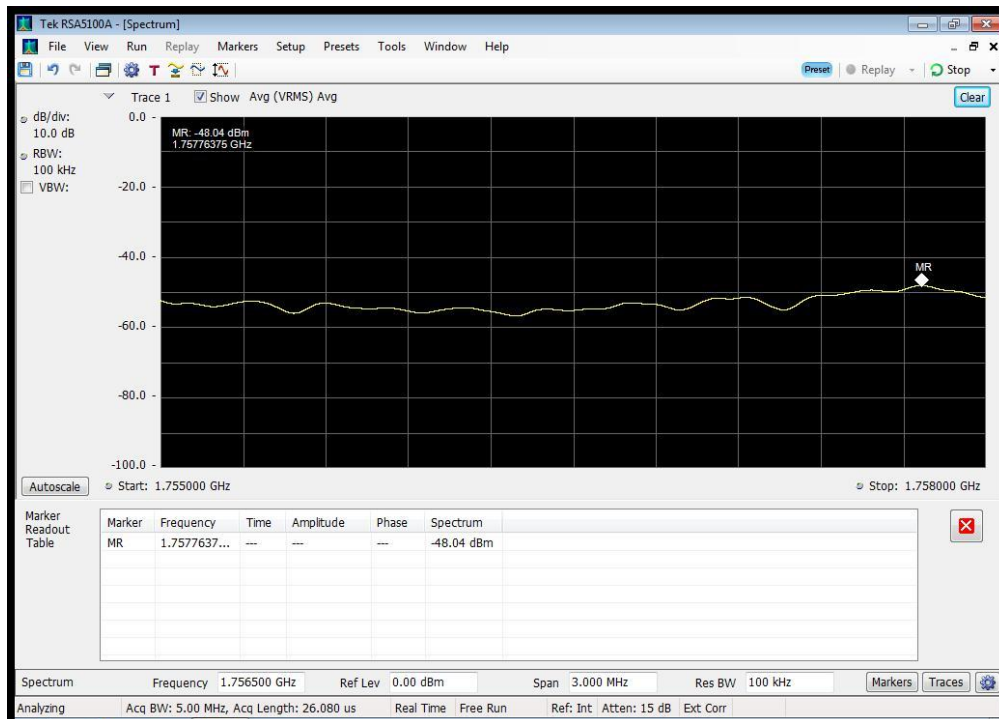 Tek RSA5100A - [Spectrum]
File View Run Replay Markers Setup Presets Tools Window Help
Preset Replay Stop
Trace 1 Show Avg (VRMS) Avg Clear
dB/div:
10.0 dB
RBW:
100 kHz
VBW:
0.0
MR: -48.04 dBm
1.75776375 GHz
-20.0
-40.0
MR
-60.0
-80.0
-100.0
Autoscale Start: 1.755000 GHz Stop: 1.758000 GHz
Marker
Readout
Table
Marker Frequency Time Amplitude Phase Spectrum
MR 1.7577637... --- --- --- -48.04 dBm
Spectrum Frequency 1.756500 GHz Ref Lev 0.00 dBm Span 3.000 MHz Res BW 100 kHz Markers Traces
Analyzing Acq BW: 5.00 MHz, Acq Length: 26.080 us Real Time Free Run Ref: Int Atten: 15 dB Ext Corr